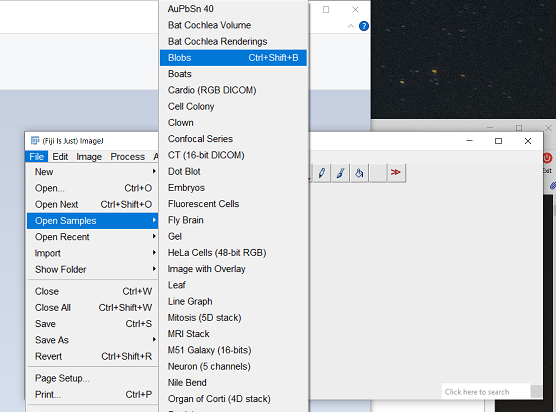 (Fiji Is Just) ImageJ
File Edit Image Process
New
Open... Ctrl+O
Open Next Ctrl+Shift+O
Open Samples
Open Recent
Import
Show Folder
Close Ctrl+W
Close All Ctrl+Shift+W
Save Ctrl+S
Save As
Revert Ctrl+Shift+R
Page Setup...
Print... Ctrl+P
AuPbSn 40
Bat Cochlea Volume
Bat Cochlea Renderings
Blobs Ctrl+Shift+B
Boats
Cardio (RGB DICOM)
Cell Colony
Clown
Confocal Series
CT (16-bit DICOM)
Dot Blot
Embryos
Fluorescent Cells
Fly Brain
Gel
HeLa Cells (48-bit RGB)
Image with Overlay
Leaf
Line Graph
Mitosis (5D stack)
MRI Stack
M51 Galaxy (16-bits)
Neuron (5 channels)
Nile Bend
Organ of Corti (4D stack)
Click here to search